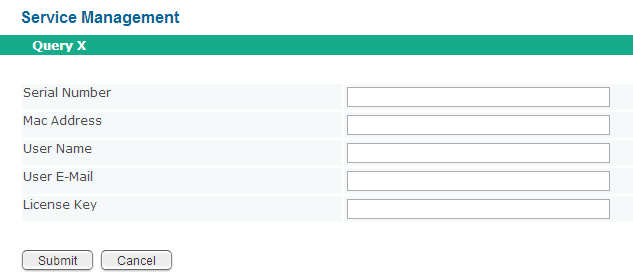 Service Management
Query X
Serial Number
Mac Address
User Name
User E-Mail
License Key
Submit Cancel